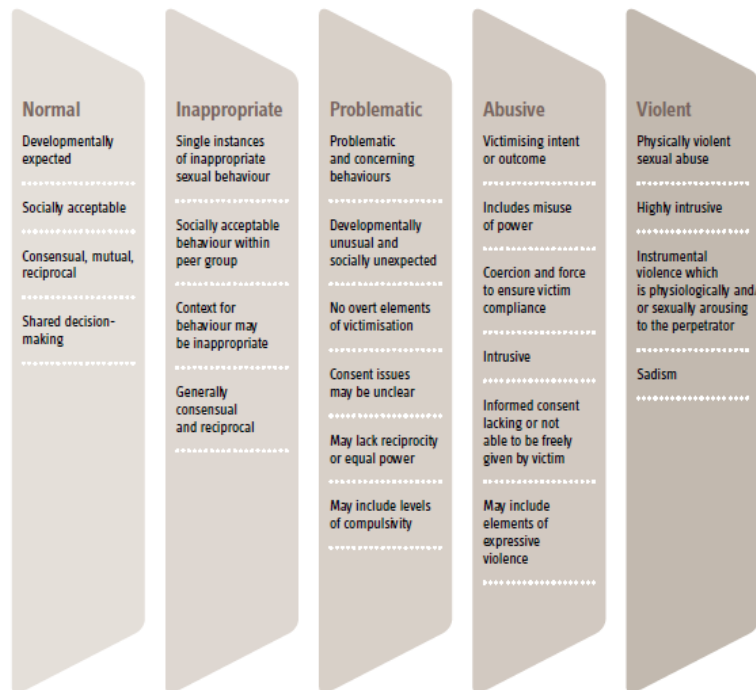 Normal
Developmentally
expected
Socially acceptable
Consensual, mutual,
reciprocal
Shared decision-
making
Inappropriate
Single instances
of inappropriate
sexual behaviour
Socially acceptable
behaviour within
peer group
Context for
behaviour may
be inappropriate
Generally
consensual
and reciprocal
Problematic
Problematic
and concerning
behaviours
Developmentally
unusual and
socially unexpected
No overt elements
of victimisation
Consent issues
may be unclear
May lack reciprocity
or equal power
May include levels
of compulsivity
Abusive
Victimising intent
or outcome
Includes misuse
of power
Coercion and force
to ensure victim
compliance
Intrusive
Informed consent
lacking or not
able to be freely
given by victim
May include
elements of
expressive
violence
Violent
Physically violent
sexual abuse
Highly intrusive
Instrumental
violence which
is physiologically and/
or sexually arousing
to the perpetrator
Sadism